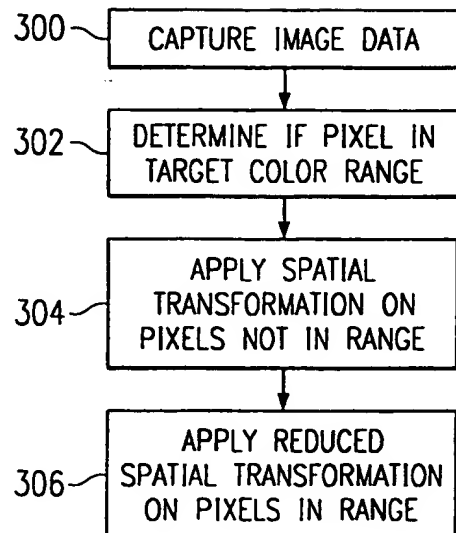 300
CAPTURE IMAGE DATA
302
DETERMINE IF PIXEL IN
TARGET COLOR RANGE
304
APPLY SPATIAL
TRANSFORMATION ON
PIXELS NOT IN RANGE
306
APPLY REDUCED
SPATIAL TRANSFORMATION
ON PIXELS IN RANGE